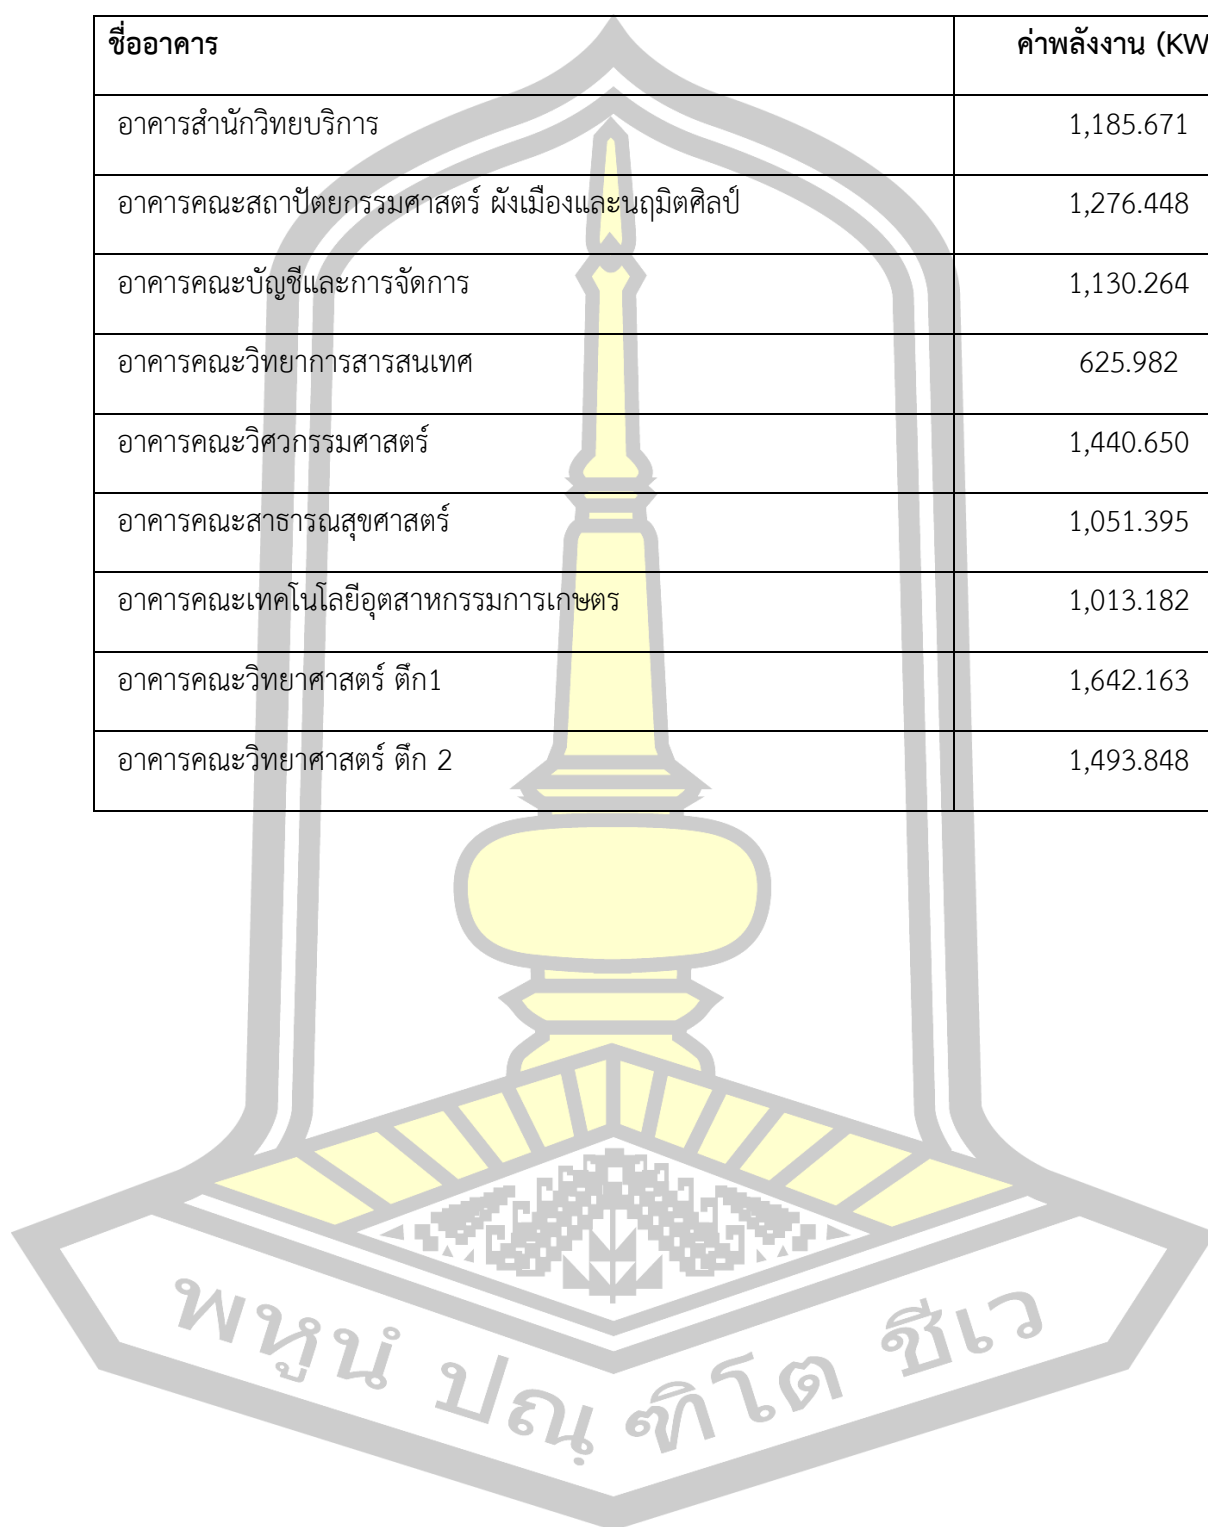 ชื่ออาคาร ค่าพลังงาน (KW
อาคารสำนักวิทยบริการ 1,185.671
อาคารคณะสถาปัตยกรรมศาสตร์ ผังเมืองและนฤมิตศิลป์ 1,276.448
อาคารคณะบัญชีและการจัดการ 1,130.264
อาคารคณะวิทยาการสารสนเทศ 625.982
อาคารคณะวิศวกรรมศาสตร์ 1,440.650
อาคารคณะสาธารณสุขศาสตร์ 1,051.395
อาคารคณะเทคโนโลยีอุตสาหกรรมการเกษตร 1,013.182
อาคารคณะวิทยาศาสตร์ ตึก1 1,642.163
อาคารคณะวิทยาศาสตร์ ตึก 2 1,493.848
พหูนํ ปณฺฑิโต ชีเว